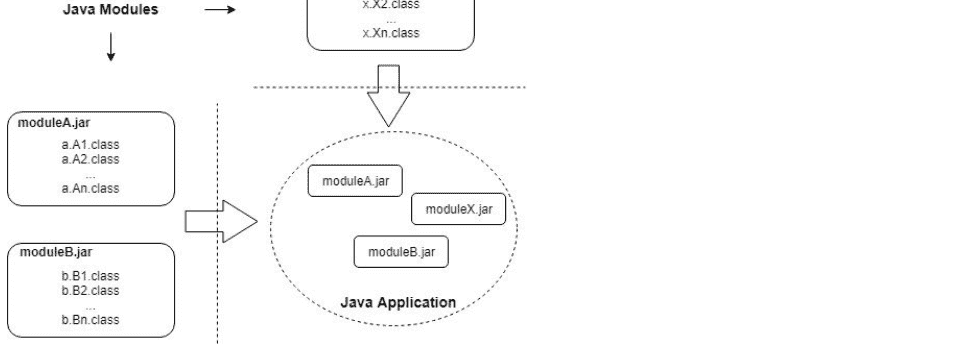 Java Modules
x.X2.class
...
x.Xn.class
moduleA.jar
a.A1.class
a.A2.class
...
a.An.class
moduleB.jar
b.B1.class
b.B2.class
...
b.Bn.class
moduleA.jar
moduleX.jar
moduleB.jar
Java Application